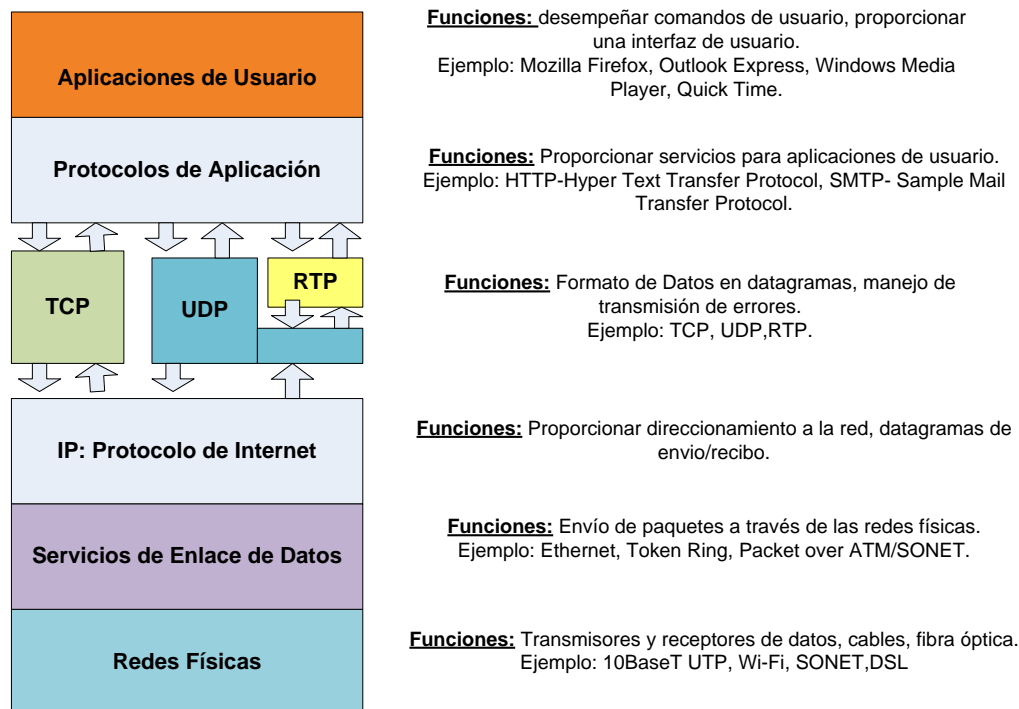 Aplicaciones de Usuario
Funciones: desempeñar comandos de usuario, proporcionar
una interfaz de usuario.
Ejemplo: Mozilla Firefox, Outlook Express, Windows Media
Player, Quick Time.
Protocolos de Aplicación
Funciones: Proporcionar servicios para aplicaciones de usuario.
Ejemplo: HTTP-Hyper Text Transfer Protocol, SMTP- Sample Mail
Transfer Protocol.
TCP
UDP
RTP
Funciones: Formato de Datos en datagramas, manejo de
transmisión de errores.
Ejemplo: TCP, UDP,RTP.
IP: Protocolo de Internet
Funciones: Proporcionar direccionamiento a la red, datagramas de
envio/recibo.
Servicios de Enlace de Datos
Funciones: Envío de paquetes a través de las redes físicas.
Ejemplo: Ethernet, Token Ring, Packet over ATM/SONET.
Redes Físicas
Funciones: Transmisores y receptores de datos, cables, fibra óptica.
Ejemplo: 10BaseT UTP, Wi-Fi, SONET,DSL